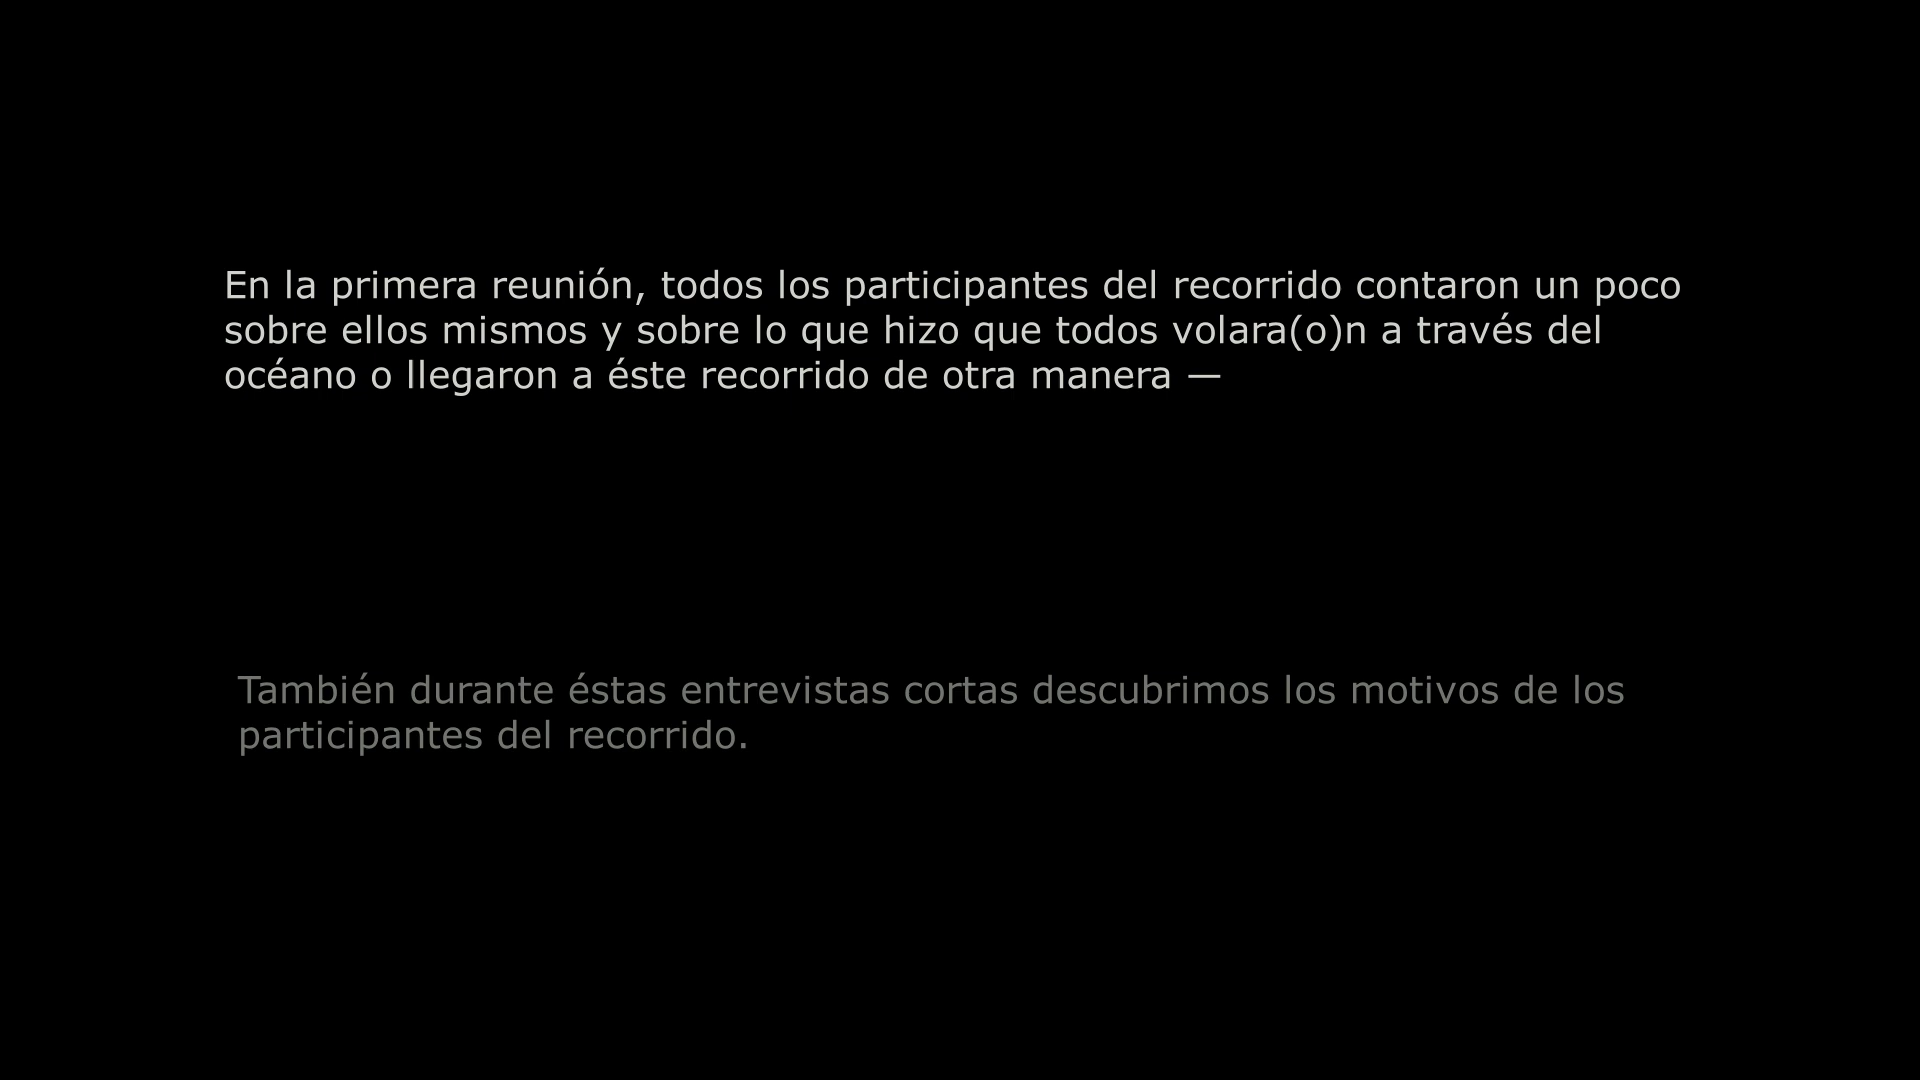 En la primera reunión, todos los participantes del recorrido contaron un poco
sobre ellos mismos y sobre lo que hizo que todos volara(o)n a través del
océano o llegaron a éste recorrido de otra manera —
También durante éstas entrevistas cortas descubrimos los motivos de los
participantes del recorrido.